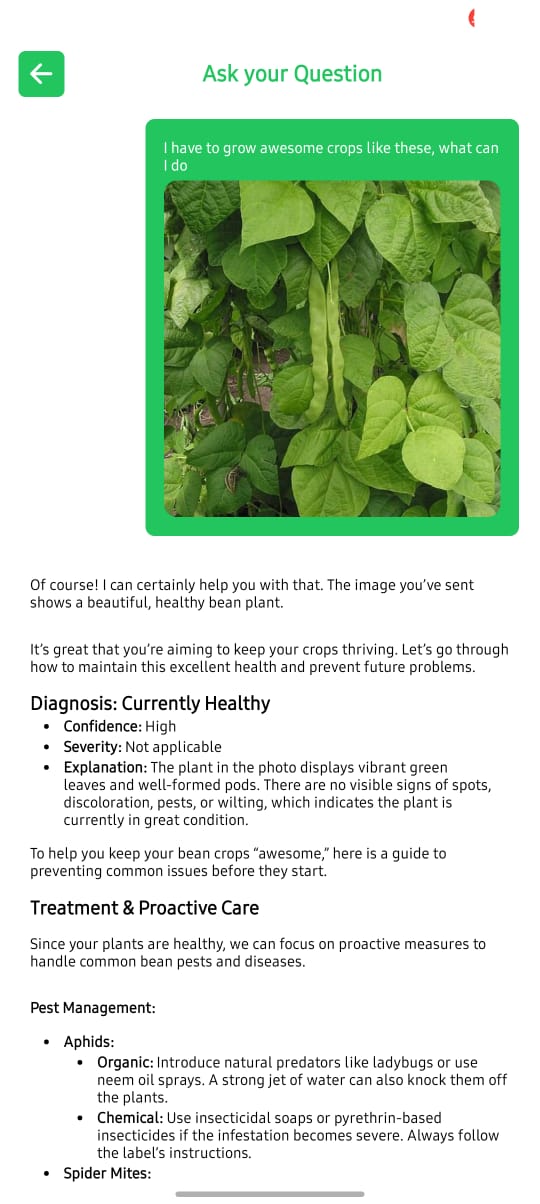 Ask your Question
I have to grow awesome crops like these, what can
I do
Of course! I can certainly help you with that. The image you've sent
shows a beautiful, healthy bean plant.
It's great that you're aiming to keep your crops thriving. Let's go through
how to maintain this excellent health and prevent future problems.
Diagnosis: Currently Healthy
• Confidence: High
• Severity: Not applicable
• Explanation: The plant in the photo displays vibrant green
leaves and well-formed pods. There are no visible signs of spots,
discoloration, pests, or wilting, which indicates the plant is
currently in great condition.
To help you keep your bean crops “awesome,” here is a guide to
preventing common issues before they start.
Treatment & Proactive Care
Since your plants are healthy, we can focus on proactive measures to
handle common bean pests and diseases.
Pest Management:
• Aphids:
• Organic: Introduce natural predators like ladybugs or use
neem oil sprays. A strong jet of water can also knock them off
the plants.
• Chemical: Use insecticidal soaps or pyrethrin-based
insecticides if the infestation becomes severe. Always follow
the label's instructions.
• Spider Mites: